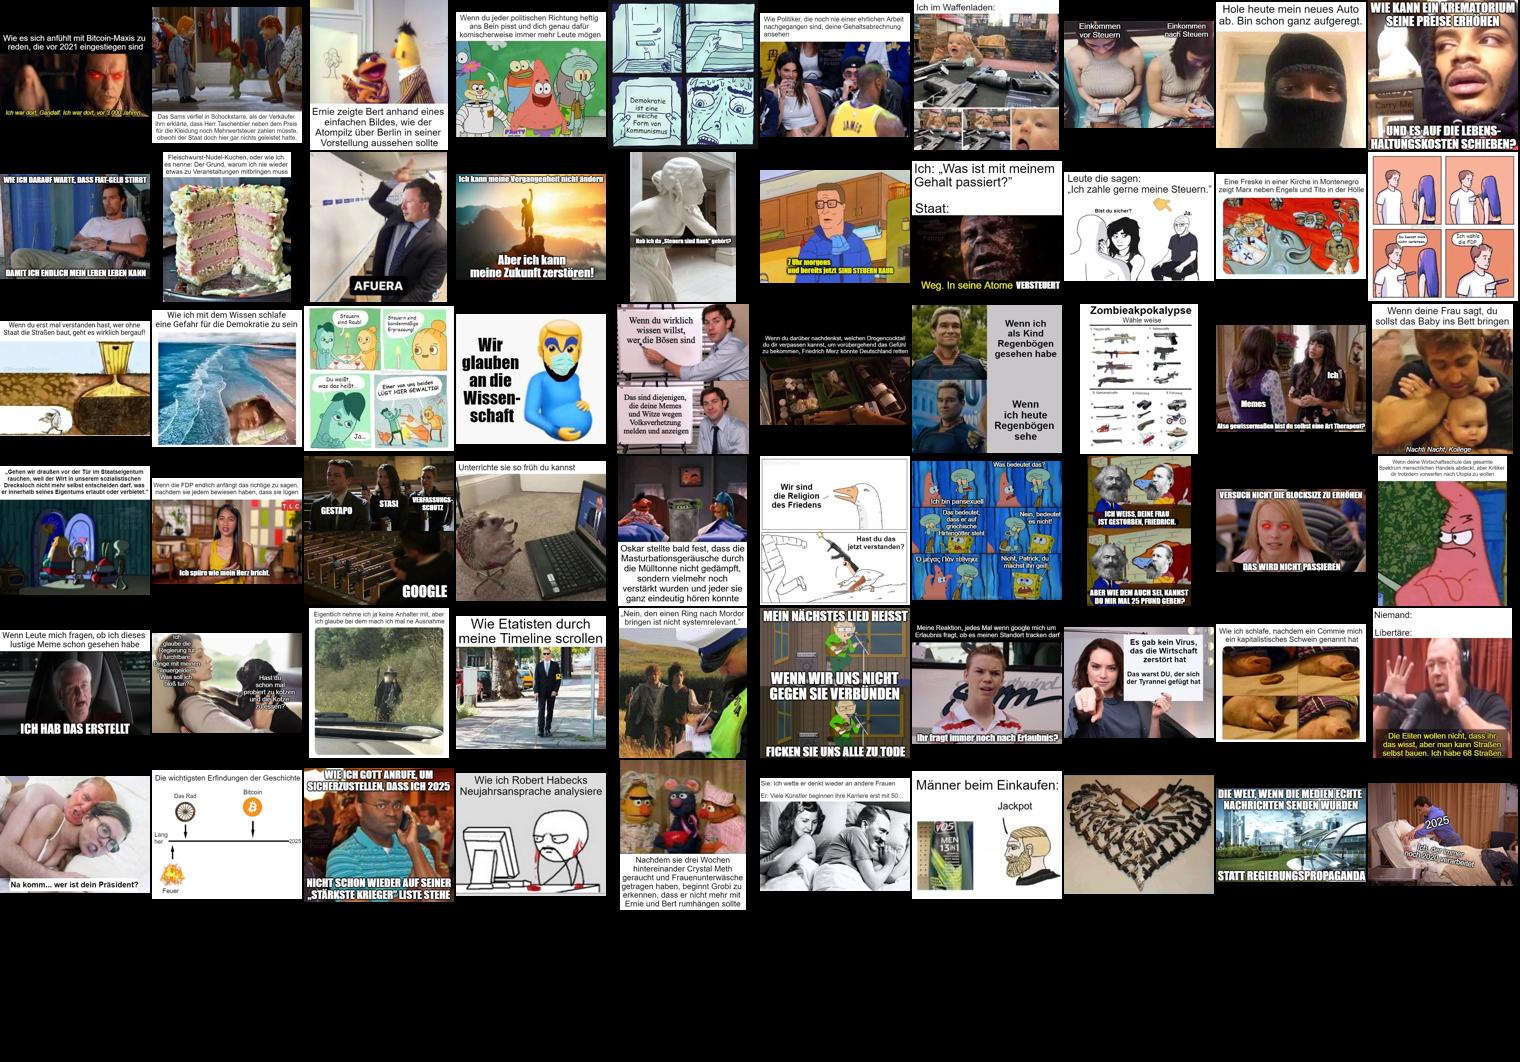 Wie es sich anfühlt mit Bitcoin-Maxis zu
reden, die vor 2021 eingestiegen sind
Ich war dort, Gandalf. Ich war dort, vor 3.000 Jahren.
Das Sams verfiel in Schockstarre, als der Verkäufer
ihm erklärte, dass Herr Taschenbier neben dem Preis
für die Kleidung noch Mehrwertsteuer zahlen müsste,
obwohl der Staat doch hier gar nichts geleistet hatte.
Ernie zeigte Bert anhand eines
einfachen Bildes, wie der
Atompilz über Berlin in seiner
Vorstellung aussehen sollte
Wenn du jeder politischen Richtung heftig
ans Bein pisst und dich genau dafür
komischerweise immer mehr Leute mögen
PARTY
Demokratie
ist eine
weiche
Form von
Kommunismus
Wie Politiker, die noch nie einer ehrlichen Arbeit
nachgegangen sind, deine Gehaltsabrechnung
ansehen
JAMES
Ich im Waffenladen:
Einkommen
vor Steuern
Einkommen
nach Steuern
Hole heute mein neues Auto
ab. Bin schon ganz aufgeregt.
WIE KANN EIN KREMATORIUM
SEINE PREISE ERHÖHEN
UND ES AUF DIE LEBENS-
HALTUNGSKOSTEN SCHIEBEN?
WIE ICH DARAUF WARTE, DASS FIAT-GELD STIRBT
DAMIT ICH ENDLICH MEIN LEBEN LEBEN KANN
Fleischwurst-Nudel-Kuchen, oder wie ich
es nenne: Der Grund, warum ich nie wieder
etwas zu Veranstaltungen mitbringen muss
AFUERA
Ich kann meine Vergangenheit nicht ändern
Aber ich kann
meine Zukunft zerstören!
Hab ich da „Steuern sind Raub" gehört?
7 Uhr morgens
und bereits jetzt SIND STEUERN RAUB
Ich: „Was ist mit meinem
Gehalt passiert?"
Staat:
Weg. In seine Atome VERSTEUERT
Leute die sagen:
„Ich zahle gerne meine Steuern."
Bist du sicher?
Ja.
Eine Freske in einer Kirche in Montenegro
zeigt Marx neben Engels und Tito in der Hölle
Du kannst mich
nicht verletzen.
Ich wähle
die FDP.
Wenn du erst mal verstanden hast, wer ohne
Staat die Straßen baut, geht es wirklich bergauf!
Wie ich mit dem Wissen schlafe
eine Gefahr für die Demokratie zu sein
Steuern
sind Raub!
Steuern sind
bandenmäßige
Erpressung!
Du weißt,
was das heißt...
Ja...
Einer von uns beiden
LÜGT HIER GEWALTIG!
Wir
glauben
an die
Wissen-
schaft
Wenn du wirklich
wissen willst,
wer die Bösen sind
Das sind diejenigen,
die deine Memes
und Witze wegen
Volksverhetzung
melden und anzeigen
Wenn du darüber nachdenkst, welchen Drogencocktail
du dir verpassen kannst, um vorübergehend das Gefühl
zu bekommen, Friedrich Merz könnte Deutschland retten
Wenn ich
als Kind
Regenbögen
gesehen habe
Wenn
ich heute
Regenbögen
sehe
Zombieakpokalypse
Wähle weise
Ich
Memes
Also gewissermaßen bist du selbst eine Art Therapeut?
Wenn deine Frau sagt, du
sollst das Baby ins Bett bringen
Nachti Nacht, Kollege
„Gehen wir draußen vor der Tür im Staatseigentum
rauchen, weil der Wirt in unserem sozialistischen
Drecksloch nicht mehr selbst entscheiden darf, was
er innerhalb seines Eigentums erlaubt oder verbietet."
Wenn die FDP endlich anfängt das richtige zu sagen,
nachdem sie jedem bewiesen haben, dass sie lügen
TLC
Ich spüre wie mein Herz bricht.
GESTAPO
STASI
VERFASSUNGS-
SCHUTZ
GOOGLE
Unterrichte sie so früh du kannst
Oskar stellte bald fest, dass die
Masturbationsgeräusche durch
die Mülltonne nicht gedämpft,
sondern vielmehr noch
verstärkt wurden und jeder sie
ganz eindeutig hören konnte
Wir sind
die Religion
des Friedens
Hast du das
jetzt verstanden?
Was bedeutet das?
Ich bin pansexuell
Das bedeutet,
dass er auf
griechische
Hirtengötter steht
Nein, bedeutet
es nicht!
Nicht, Patrick, du
machst ihn geil!
ICH WEISS, DEINE FRAU
IST GESTORBEN, FRIEDRICH.
ABER WIE DEM AUCH SEI, KANNST
DU MIR MAL 25 PFUND GEBEN?
VERSUCH NICHT DIE BLOCKSIZE ZU ERHÖHEN
DAS WIRD NICHT PASSIEREN
Wenn deine Wirtschaftsschule das gesamte
Spektrum menschlichen Handels abdeckt, aber Kritiker
dir trotzdem vorwerfen nach Utopia zu wollen
Wenn Leute mich fragen, ob ich dieses
lustige Meme schon gesehen habe
ICH HAB DAS ERSTELLT
Ich
glaube die
Regierung tut
furchtbare
Dinge mit meinen
Steuergeldern.
Was soll ich
bloß tun?
Hast du
schon mal
probiert zu kotzen
und die Kotze
zu essen?
Eigentlich nehme ich ja keine Anhalter mit, aber
ich glaube bei dem mach ich mal ne Ausnahme
Wie Etatisten durch
meine Timeline scrollen
„Nein, den einen Ring nach Mordor
bringen ist nicht systemrelevant."
MEIN NÄCHSTES LIED HEISST
WENN WIR UNS NICHT
GEGEN SIE VERBÜNDEN
FICKEN SIE UNS ALLE ZU TODE
Meine Reaktion, jedes Mal wenn google mich um
Erlaubnis fragt, ob es meinen Standort tracken darf
Ihr fragt immer noch nach Erlaubnis?
Es gab kein Virus,
das die Wirtschaft
zerstört hat
Das warst DU, der sich
der Tyrannei gefügt hat
Wie ich schlafe, nachdem ein Commie mich
ein kapitalistisches Schwein genannt hat
Niemand:
Libertäre:
Die Eliten wollen nicht, dass ihr
das wisst, aber man kann Straßen
selbst bauen. Ich habe 68 Straßen.
Na komm... wer ist dein Präsident?
Die wichtigsten Erfindungen der Geschichte
Das Rad
Bitcoin
Lang
her
2025
Feuer
WIE ICH GOTT ANRUFE, UM
SICHERZUSTELLEN, DASS ICH 2025
NICHT SCHON WIEDER AUF SEINER
„STÄRKSTE KRIEGER" LISTE STEHE
Wie ich Robert Habecks
Neujahrsansprache analysiere
Nachdem sie drei Wochen
hintereinander Crystal Meth
geraucht und Frauenunterwäsche
getragen haben, beginnt Grobi zu
erkennen, dass er nicht mehr mit
Ernie und Bert rumhängen sollte
Sie: Ich wette er denkt wieder an andere Frauen
Er: Viele Künstler beginnen ihre Karriere erst mit 50...
Männer beim Einkaufen:
Jackpot
VO5
MEN
DIE WELT, WENN DIE MEDIEN ECHTE
NACHRICHTEN SENDEN WÜRDEN
STATT REGIERUNGSPROPAGANDA
2025
Ich, der immer
noch 2020 verarbeitet